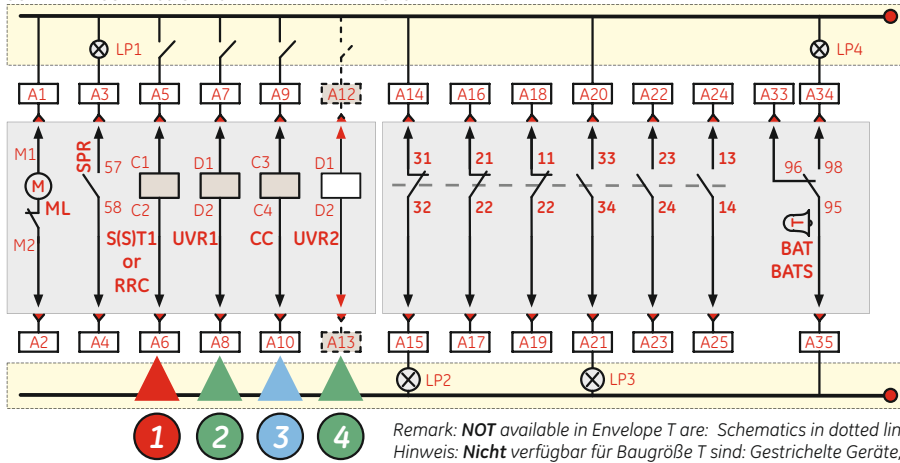 LP1 LP4
A1 A3 A5 A7 A9 A12 A14 A16 A18 A20 A22 A24 A33 A34
M1 SPR 57 C1 D1 C3 D1 31 21 11 33 23 13 96 98
M ML
M2 58 C2 D2 C4 D2 32 22 22 34 24 14 95
S(S)T1 UVR1 CC UVR2 T
or BAT
RRC BATS
A2 A4 A6 A8 A10 A13 A15 A17 A19 A21 A23 A25 A35
LP2 LP3
1 2 3 4
Remark: NOT available in Envelope T are: Schematics in dotted
Hinweis: Nicht verfügbar für Baugröße T sind: Gestrichelte Geräte,